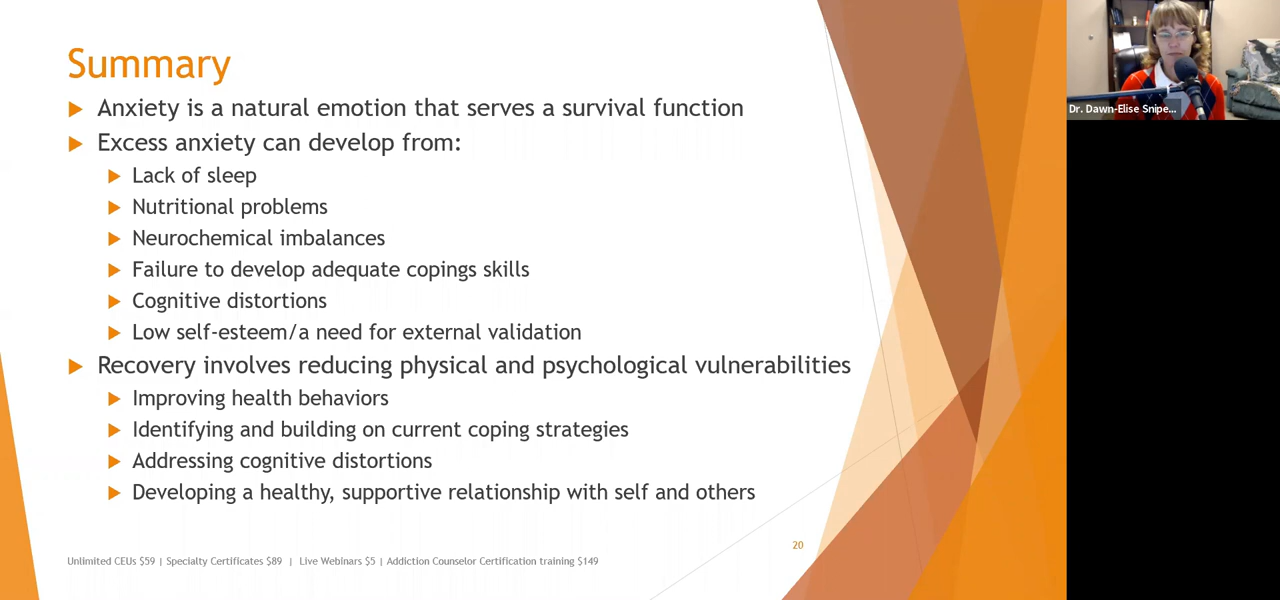 Summary
Anxiety is a natural emotion that serves a survival function
Excess anxiety can develop from:
Lack of sleep
Nutritional problems
Neurochemical imbalances
Failure to develop adequate copings skills
Cognitive distortions
Low self-esteem/a need for external validation
Recovery involves reducing physical and psychological vulnerabilities
Improving health behaviors
Identifying and building on current coping strategies
Addressing cognitive distortions
Developing a healthy, supportive relationship with self and others
20
Unlimited CEUs $59 | Specialty Certificates $89 | Live Webinars $5 | Addiction Counselor Certification training $149
Dr. Dawn-Elise Snipe...